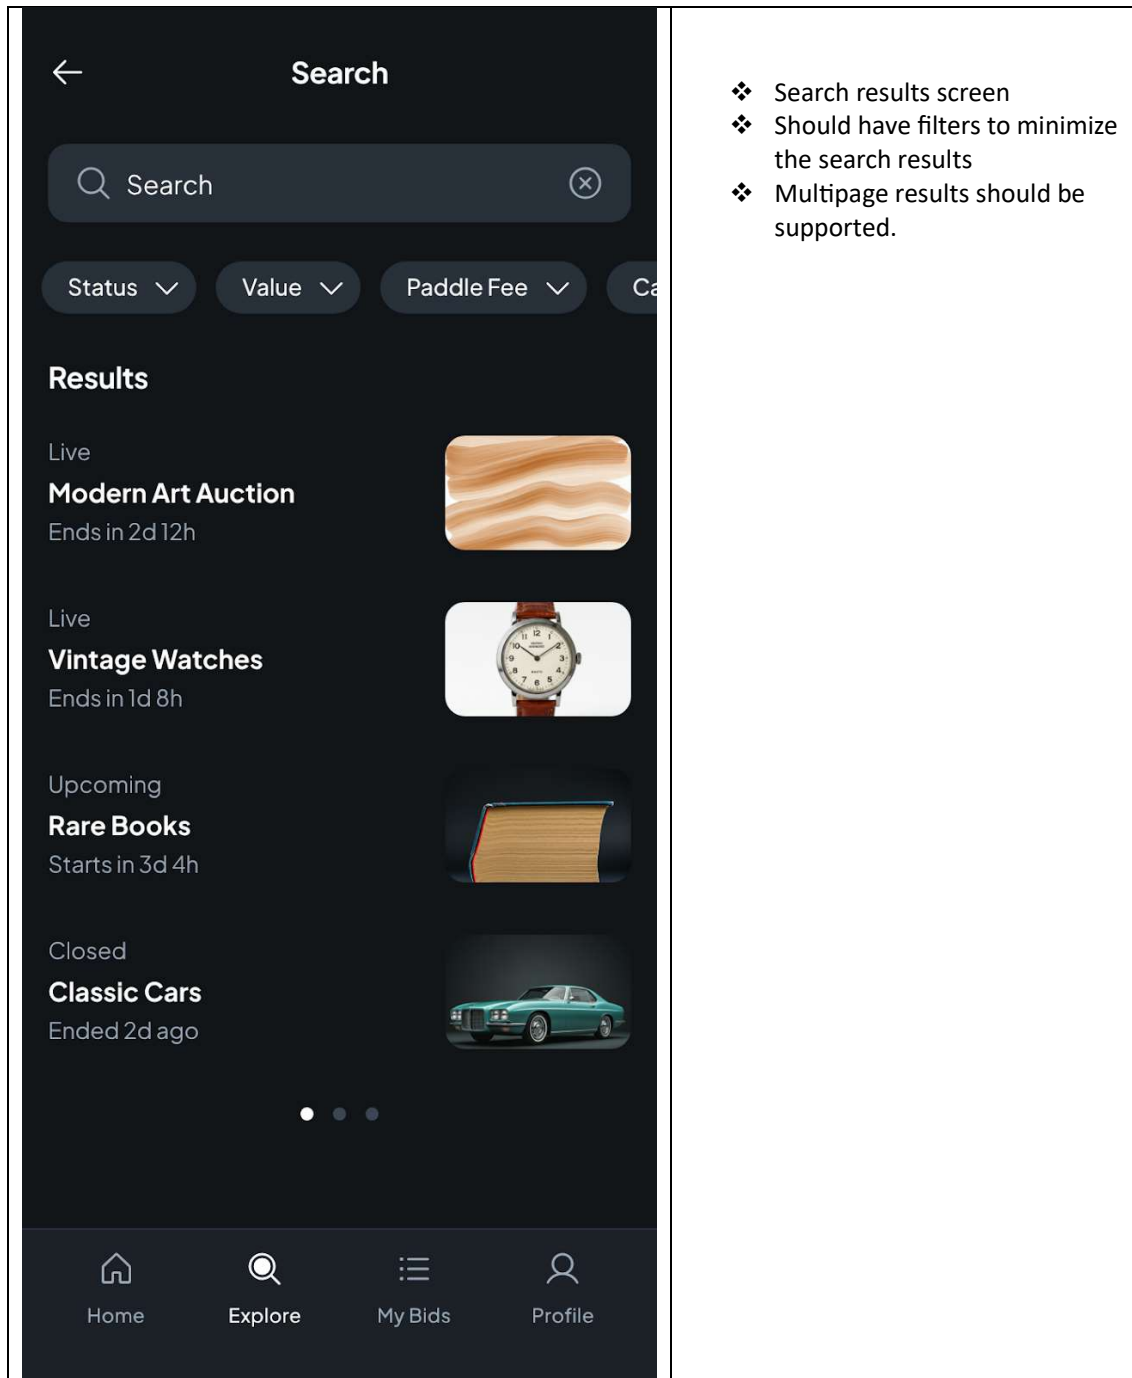 Search
Search
Status
Value
Paddle Fee
Ca
Results
Live
Modern Art Auction
Ends in 2d 12h
Live
Vintage Watches
Ends in 1d 8h
Upcoming
Rare Books
Starts in 3d 4h
Closed
Classic Cars
Ended 2d ago
Home
Explore
My Bids
Profile
❖ Search results screen
❖ Should have filters to minimize
the search results
❖ Multipage results should be
supported.